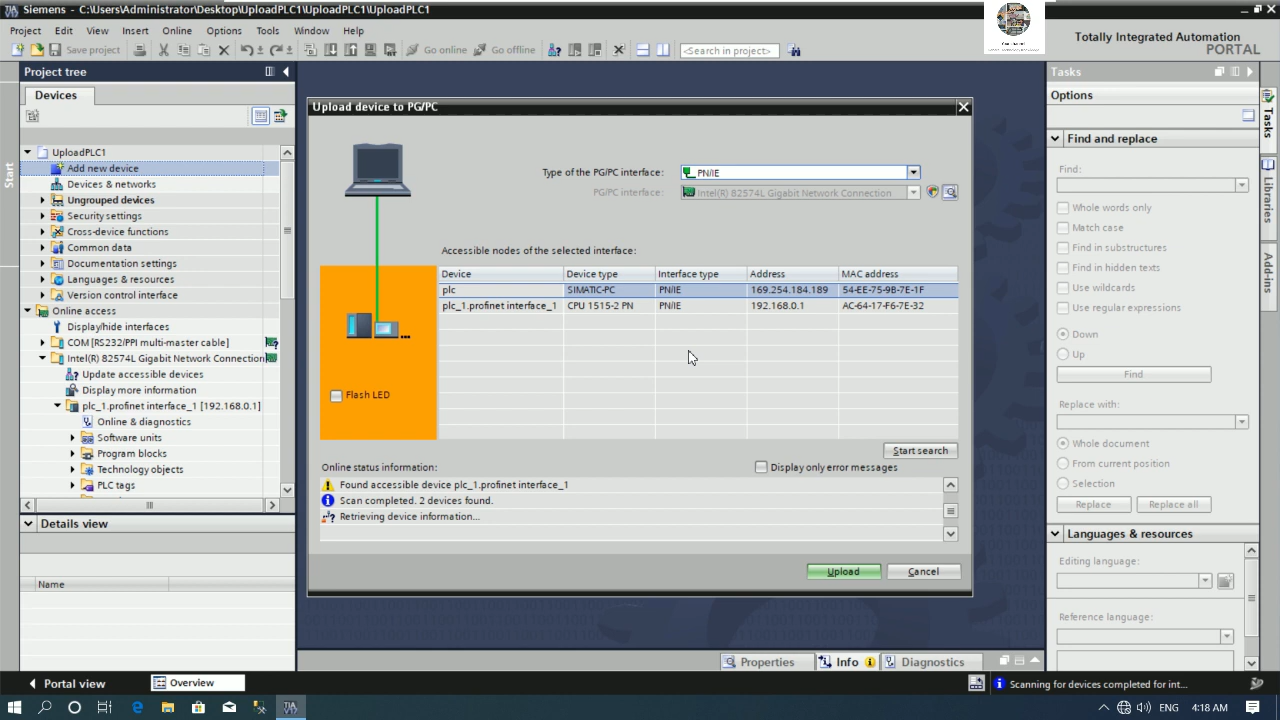 Siemens - C:\Users\Administrator\Desktop\UploadPLC1\UploadPLC1\UploadPLC1
Project Edit View Insert Online Options Tools Window Help
Totally Integrated Automation
PORTAL
Save project
Go online
Go offline
<Search in project>
Project tree
Devices
UploadPLC1
Add new device
Devices & networks
Ungrouped devices
Security settings
Cross-device functions
Common data
Documentation settings
Languages & resources
Version control interface
Online access
Display/hide interfaces
COM [RS232/PPI multi-master cable]
Intel(R) 82574L Gigabit Network Connection
Update accessible devices
Display more information
plc_1.profinet interface_1 [192.168.0.1]
Online & diagnostics
Software units
Program blocks
Technology objects
PLC tags
Details view
Name
Start
Upload device to PG/PC
Type of the PG/PC interface: PN/IE
PG/PC interface: Intel(R) 82574L Gigabit Network Connection
Accessible nodes of the selected interface:
Device Device type Interface type Address MAC address
plc SIMATIC-PC PN/IE 169.254.184.189 54-EE-75-9B-7E-1F
plc_1.profinet interface_1 CPU 1515-2 PN PN/IE 192.168.0.1 AC-64-17-F6-7E-32
Flash LED
Start search
Online status information:
Display only error messages
Found accessible device plc_1.profinet interface_1
Scan completed. 2 devices found.
Retrieving device information...
Upload
Cancel
Properties
Info
Diagnostics
Tasks
Options
Find and replace
Find:
Whole words only
Match case
Find in substructures
Find in hidden texts
Use wildcards
Use regular expressions
Down
Up
Find
Replace with:
Whole document
From current position
Selection
Replace
Replace all
Languages & resources
Editing language:
Reference language:
Tasks
Libraries
Add-ins
Portal view
Overview
Scanning for devices completed for int...
ENG
4:18 AM